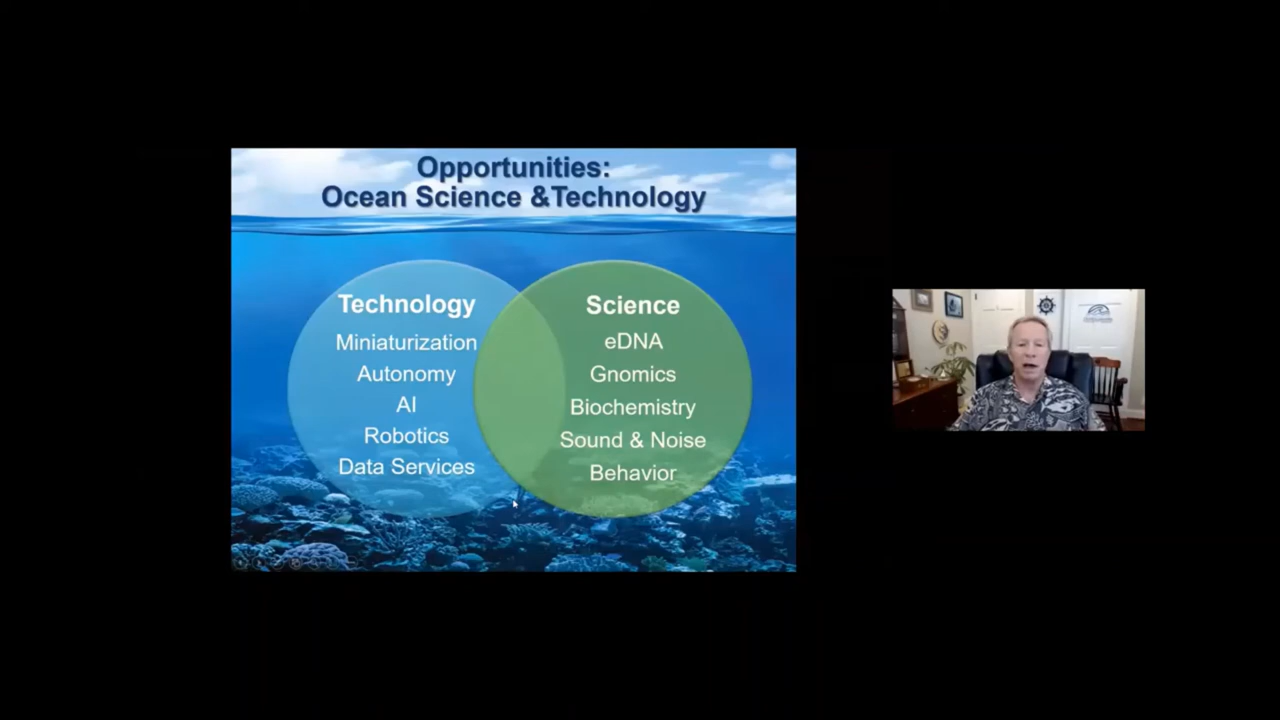 Opportunities:
Ocean Science &Technology
Technology
Miniaturization
Autonomy
AI
Robotics
Data Services
Science
eDNA
Gnomics
Biochemistry
Sound & Noise
Behavior